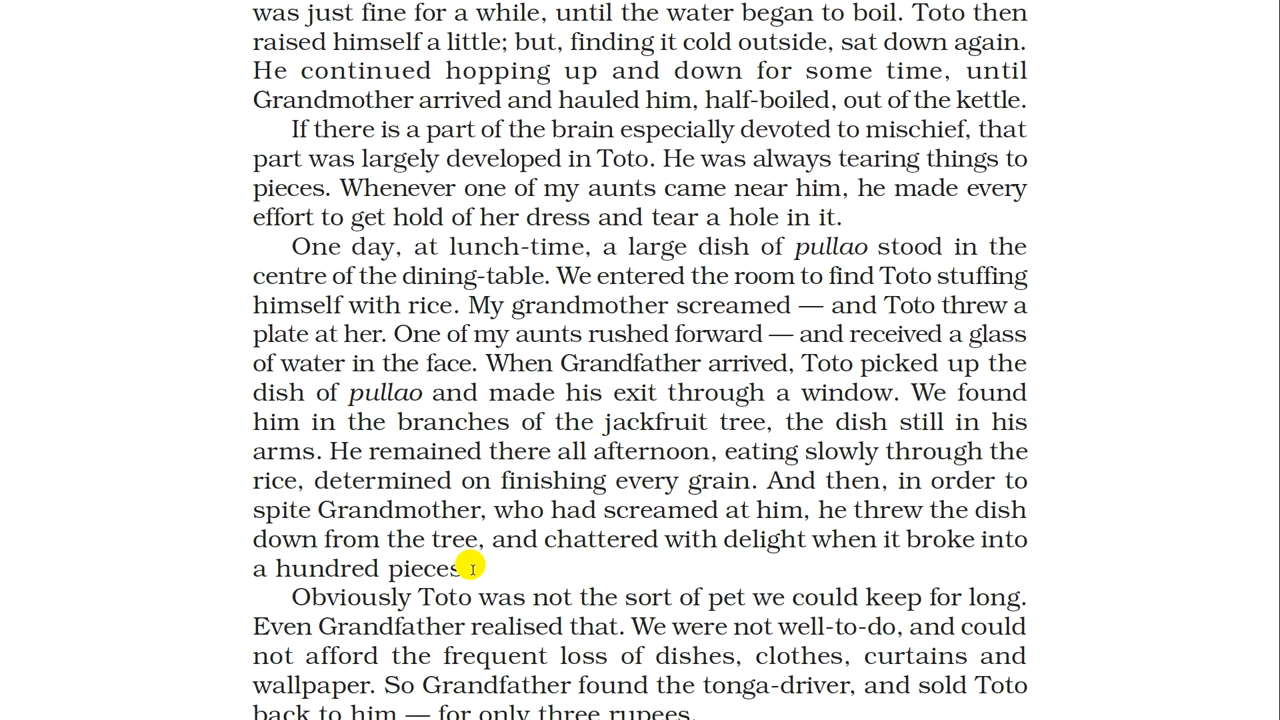 was just fine for a while, until the water began to boil. Toto then
raised himself a little; but, finding it cold outside, sat down again.
He continued hopping up and down for some time, until
Grandmother arrived and hauled him, half-boiled, out of the kettle.
If there is a part of the brain especially devoted to mischief, that
part was largely developed in Toto. He was always tearing things to
pieces. Whenever one of my aunts came near him, he made every
effort to get hold of her dress and tear a hole in it.
One day, at lunch-time, a large dish of pullao stood in the
centre of the dining-table. We entered the room to find Toto stuffing
himself with rice. My grandmother screamed — and Toto threw a
plate at her. One of my aunts rushed forward — and received a glass
of water in the face. When Grandfather arrived, Toto picked up the
dish of pullao and made his exit through a window. We found
him in the branches of the jackfruit tree, the dish still in his
arms. He remained there all afternoon, eating slowly through the
rice, determined on finishing every grain. And then, in order to
spite Grandmother, who had screamed at him, he threw the dish
down from the tree, and chattered with delight when it broke into
a hundred pieces
Obviously Toto was not the sort of pet we could keep for long.
Even Grandfather realised that. We were not well-to-do, and could
not afford the frequent loss of dishes, clothes, curtains and
wallpaper. So Grandfather found the tonga-driver, and sold Toto
back to him — for only three rupees.